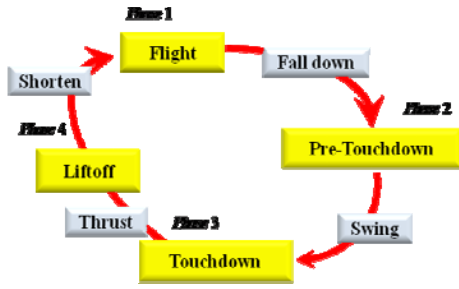 Phase 1
Flight
Fall down
Phase 2
Pre-Touchdown
Swing
Phase 3
Touchdown
Thrust
Liftoff
Phase 4
Shorten